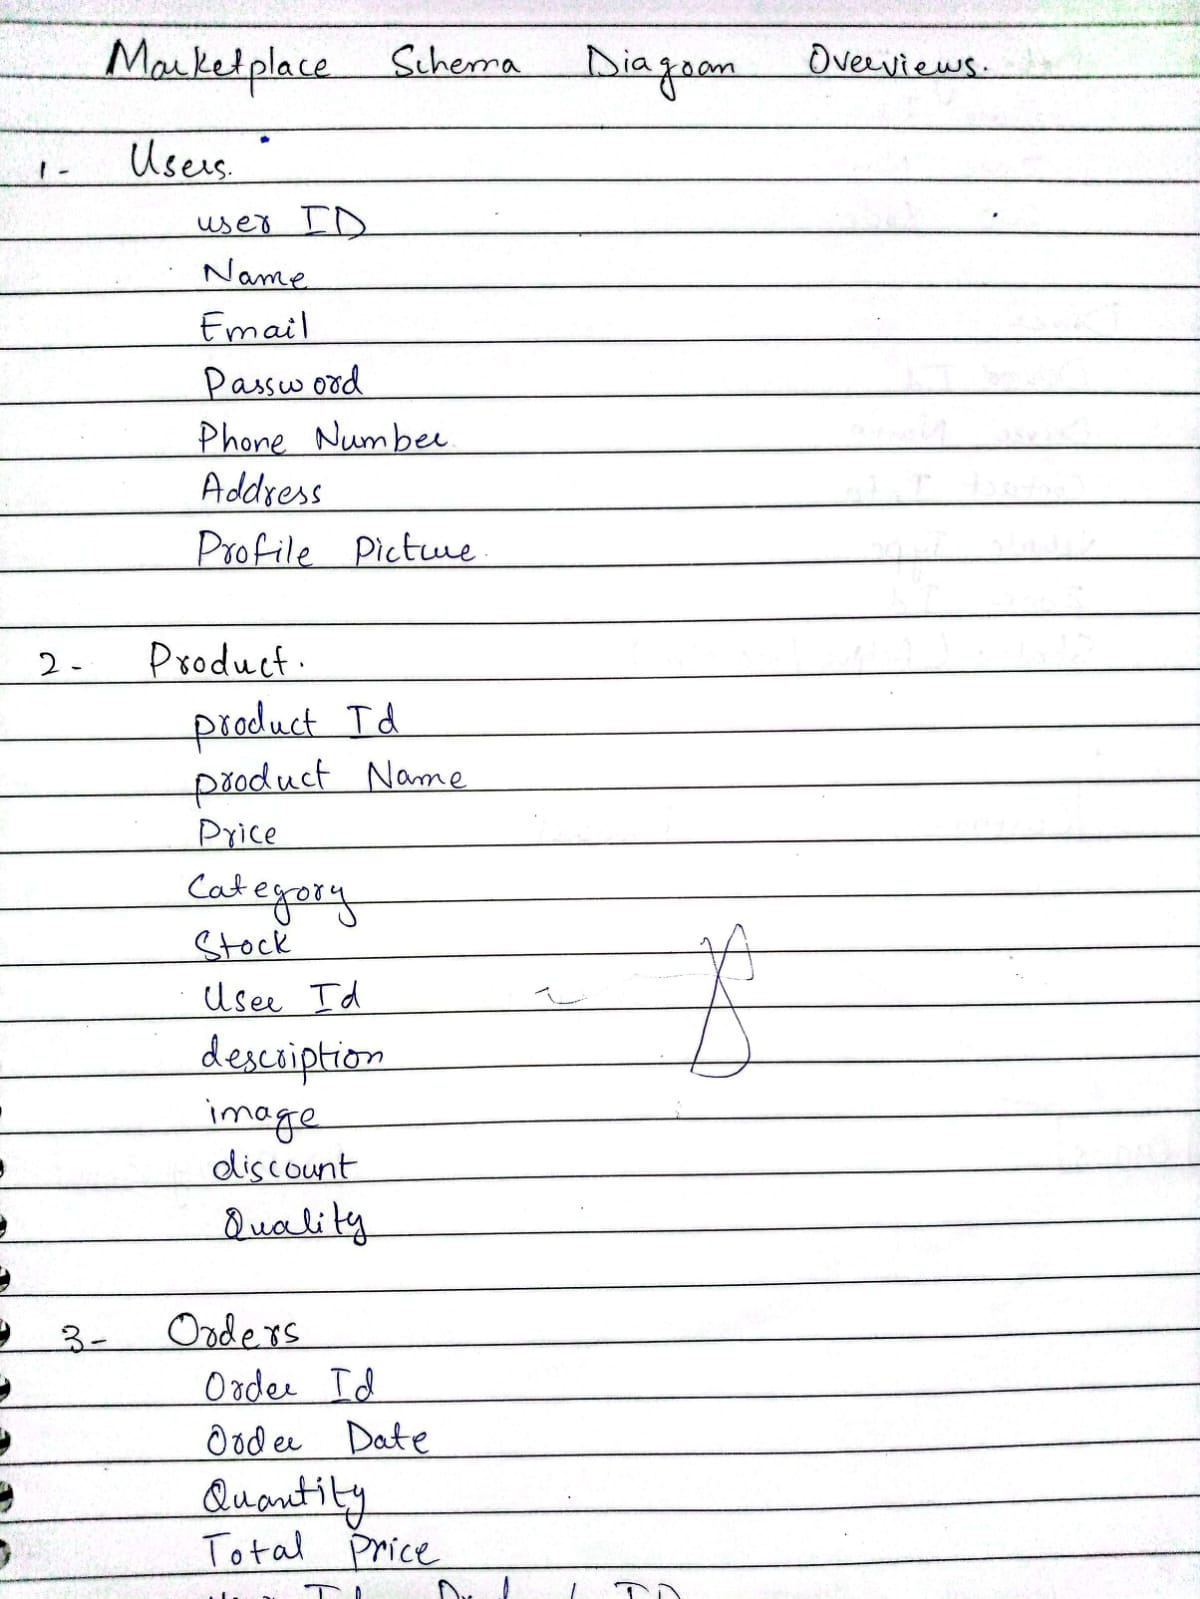 Marketplace Schema Diagram Overviews.
1- Users.
user ID
Name
Email
Password
Phone Number
Address
Profile Picture
2- Product.
product Id
product Name
Price
Category
Stock
User Id
description
image
discount
Quality
3- Orders
Order Id
Order Date
Quantity
Total Price